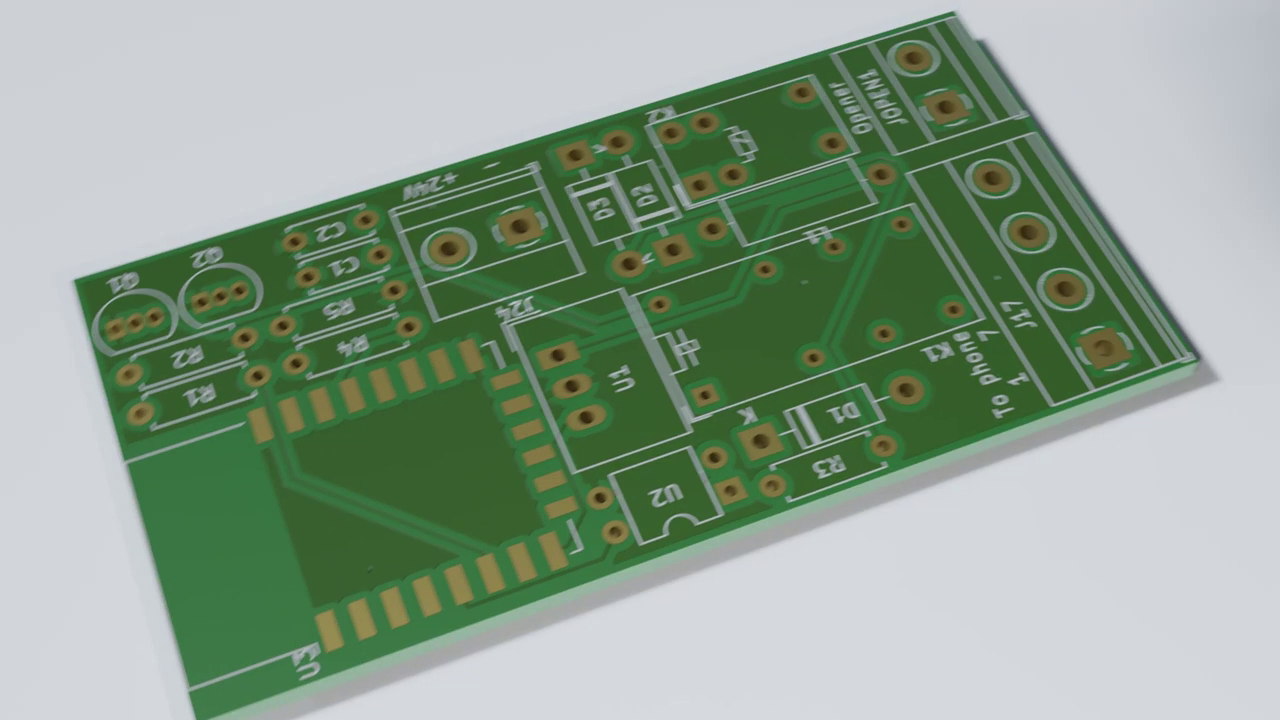 JOPEN1
Opener
K2
+24V -
D2
D3
C2
C1
Q2
Q1
R5
R4
R2
R1
J24
U1
J17
To Phone
1
7
K1
K
D1
R3
U2